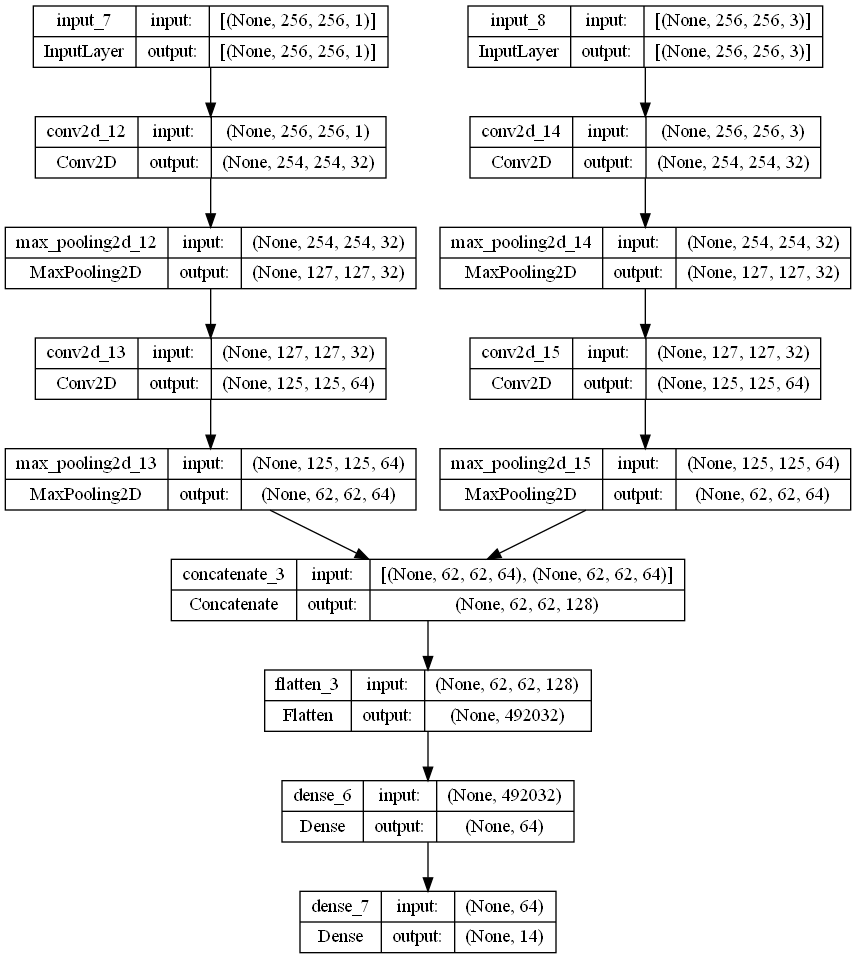 input_7 input: [(None, 256, 256, 1)]
InputLayer output: [(None, 256, 256, 1)]
input_8 input: [(None, 256, 256, 3)]
InputLayer output: [(None, 256, 256, 3)]
conv2d_12 input: (None, 256, 256, 1)
Conv2D output: (None, 254, 254, 32)
conv2d_14 input: (None, 256, 256, 3)
Conv2D output: (None, 254, 254, 32)
max_pooling2d_12 input: (None, 254, 254, 32)
MaxPooling2D output: (None, 127, 127, 32)
max_pooling2d_14 input: (None, 254, 254, 32)
MaxPooling2D output: (None, 127, 127, 32)
conv2d_13 input: (None, 127, 127, 32)
Conv2D output: (None, 125, 125, 64)
conv2d_15 input: (None, 127, 127, 32)
Conv2D output: (None, 125, 125, 64)
max_pooling2d_13 input: (None, 125, 125, 64)
MaxPooling2D output: (None, 62, 62, 64)
max_pooling2d_15 input: (None, 125, 125, 64)
MaxPooling2D output: (None, 62, 62, 64)
concatenate_3 input: [(None, 62, 62, 64), (None, 62, 62, 64)]
Concatenate output: (None, 62, 62, 128)
flatten_3 input: (None, 62, 62, 128)
Flatten output: (None, 492032)
dense_6 input: (None, 492032)
Dense output: (None, 64)
dense_7 input: (None, 64)
Dense output: (None, 14)